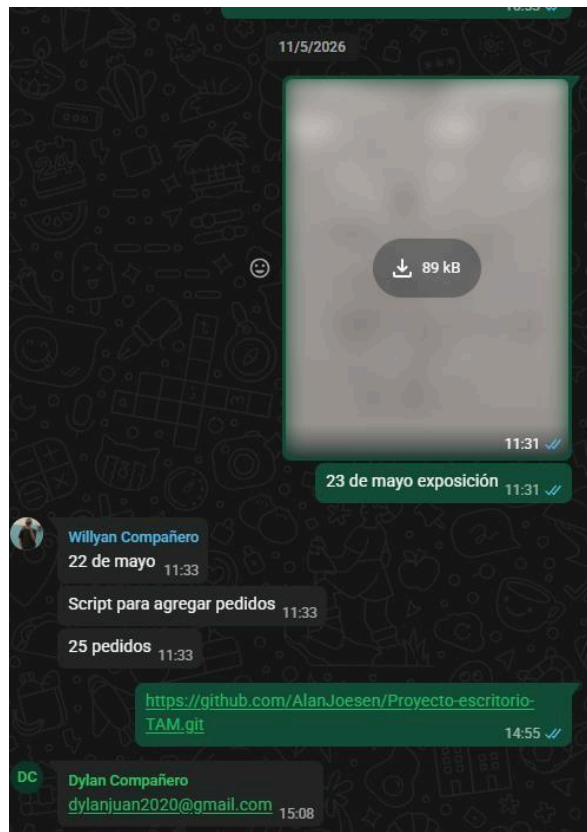 11/5/2026
89 kB
11:31
23 de mayo exposición 11:31
Willyan Compañero
22 de mayo 11:33
Script para agregar pedidos 11:33
25 pedidos 11:33
https://github.com/AlanJoesen/Proyecto-escritorio-
TAM.git
14:55
DC
Dylan Compañero
dylanjuan2020@gmail.com 15:08